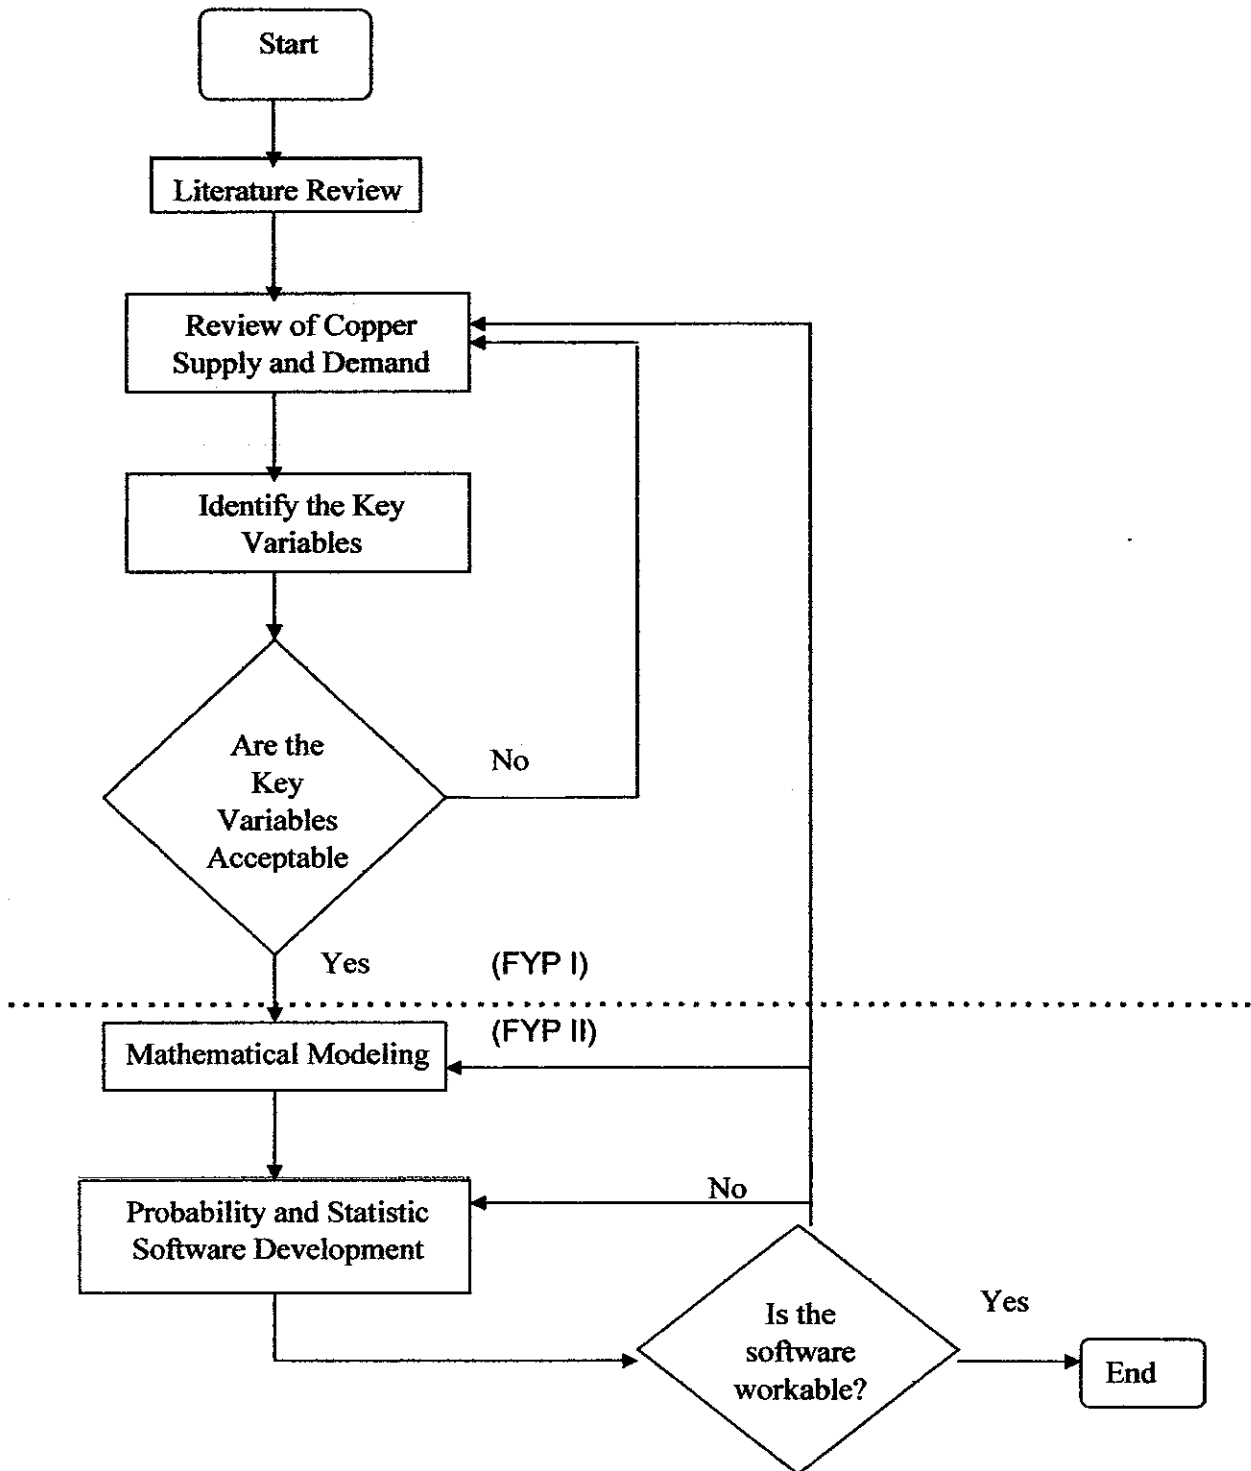 Start
Literature Review
Review of Copper
Supply and Demand
Identify the Key
Variables
Are the
Key
Variables
Acceptable
No
Yes
(FYP I)
(FYP II)
Mathematical Modeling
Probability and Statistic
Software Development
No
Is the
software
workable?
Yes
End